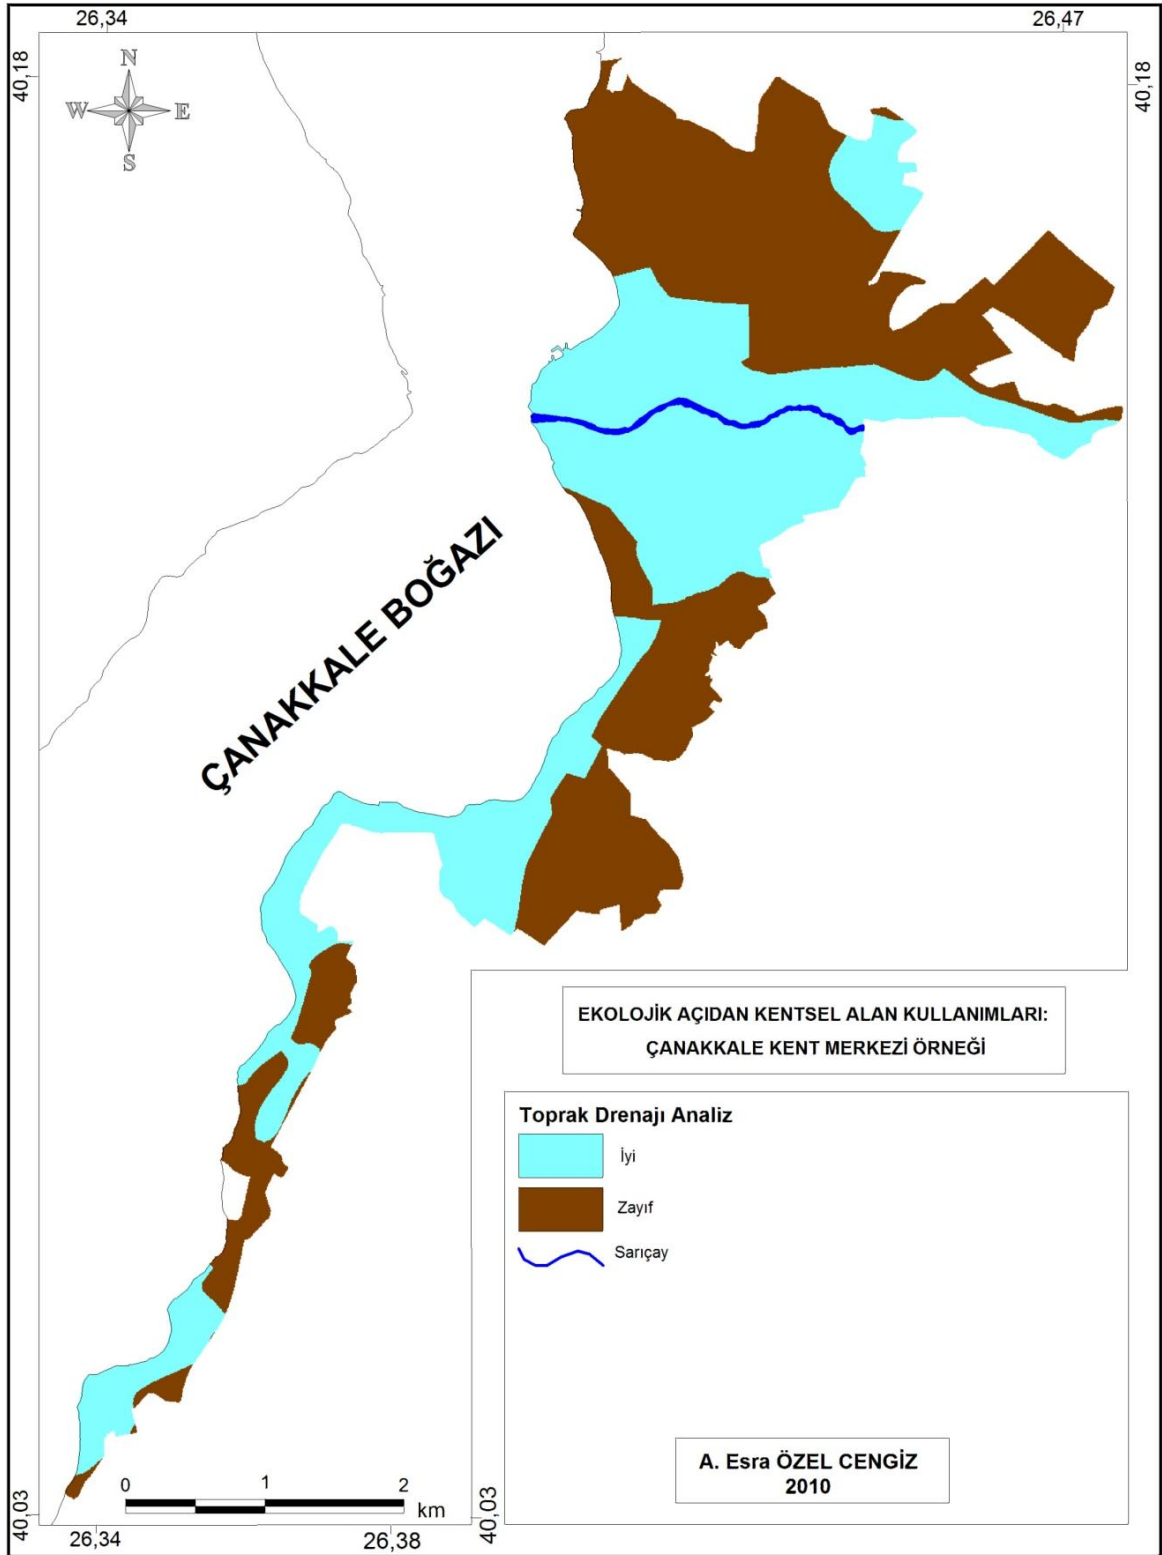 26,34
26,47
40,18
40,18
N
W
E
S
ÇANAKKALE BOĞAZI
EKOLOJİK AÇIDAN KENTSEL ALAN KULLANIMLARI:
ÇANAKKALE KENT MERKEZİ ÖRNEĞİ
Toprak Drenajı Analiz
İyi
Zayıf
Sarıçay
A. Esra ÖZEL CENGİZ
2010
0
1
2
km
40,03
40,03
26,34
26,38